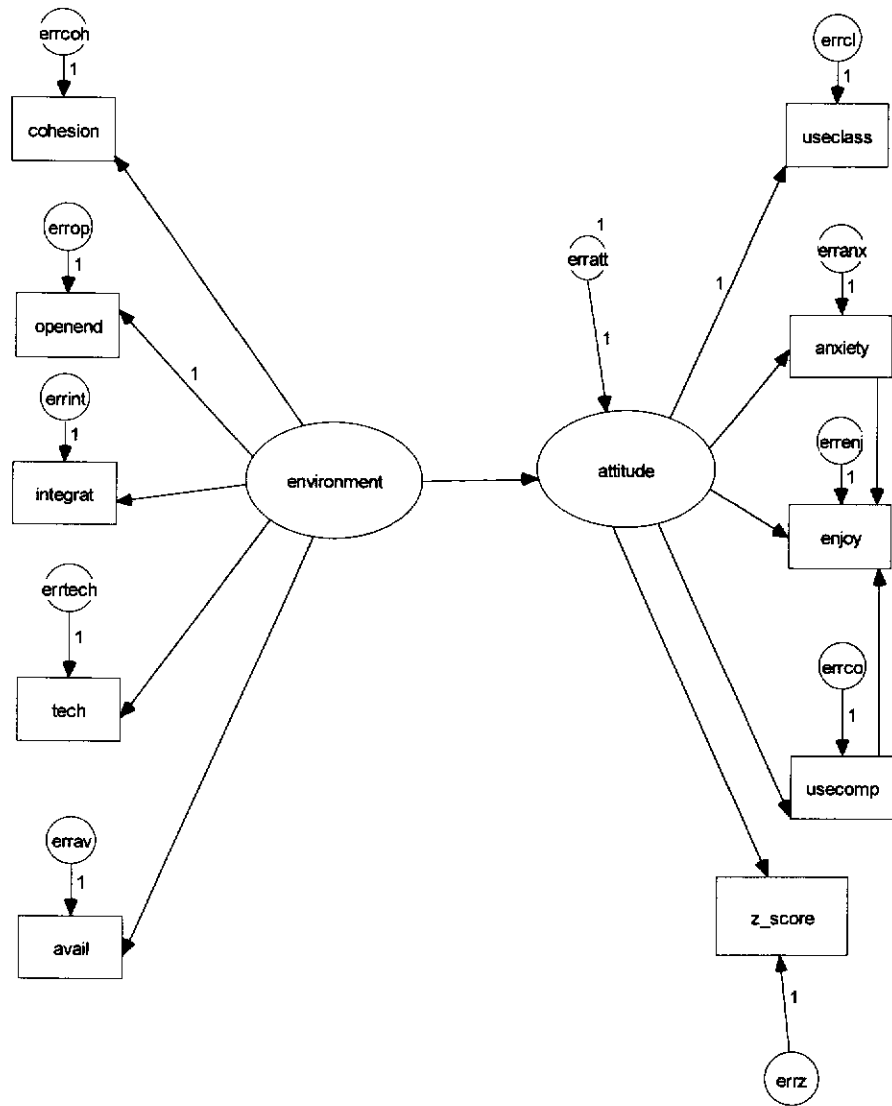 errcoh
1
cohesion
errop
1
openend
1
errint
1
integrat
errtech
1
tech
errav
1
avail
environment
1
erratt
1
attitude
errcl
1
useclass
1
erranx
1
anxiety
errenj
1
enjoy
errco
1
usecomp
z_score
1
errz